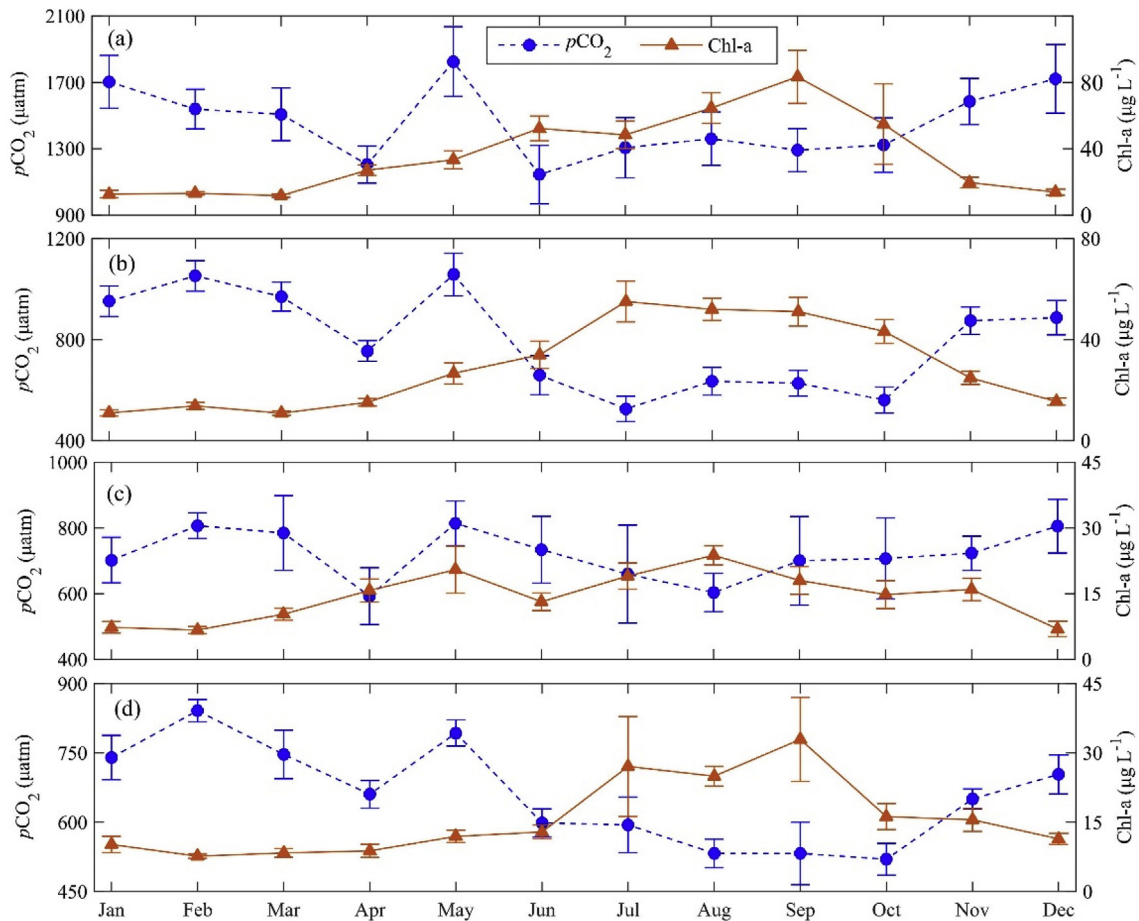 (a)
pCO2
Chl-a
2100
1700
1300
900
pCO2 (µatm)
80
40
0
Chl-a (µg L−1)
(b)
1200
800
400
pCO2 (µatm)
80
40
0
Chl-a (µg L−1)
(c)
1000
800
600
400
pCO2 (µatm)
45
30
15
0
Chl-a (µg L−1)
(d)
900
750
600
450
pCO2 (µatm)
45
30
15
0
Chl-a (µg L−1)
Jan Feb Mar Apr May Jun Jul Aug Sep Oct Nov Dec